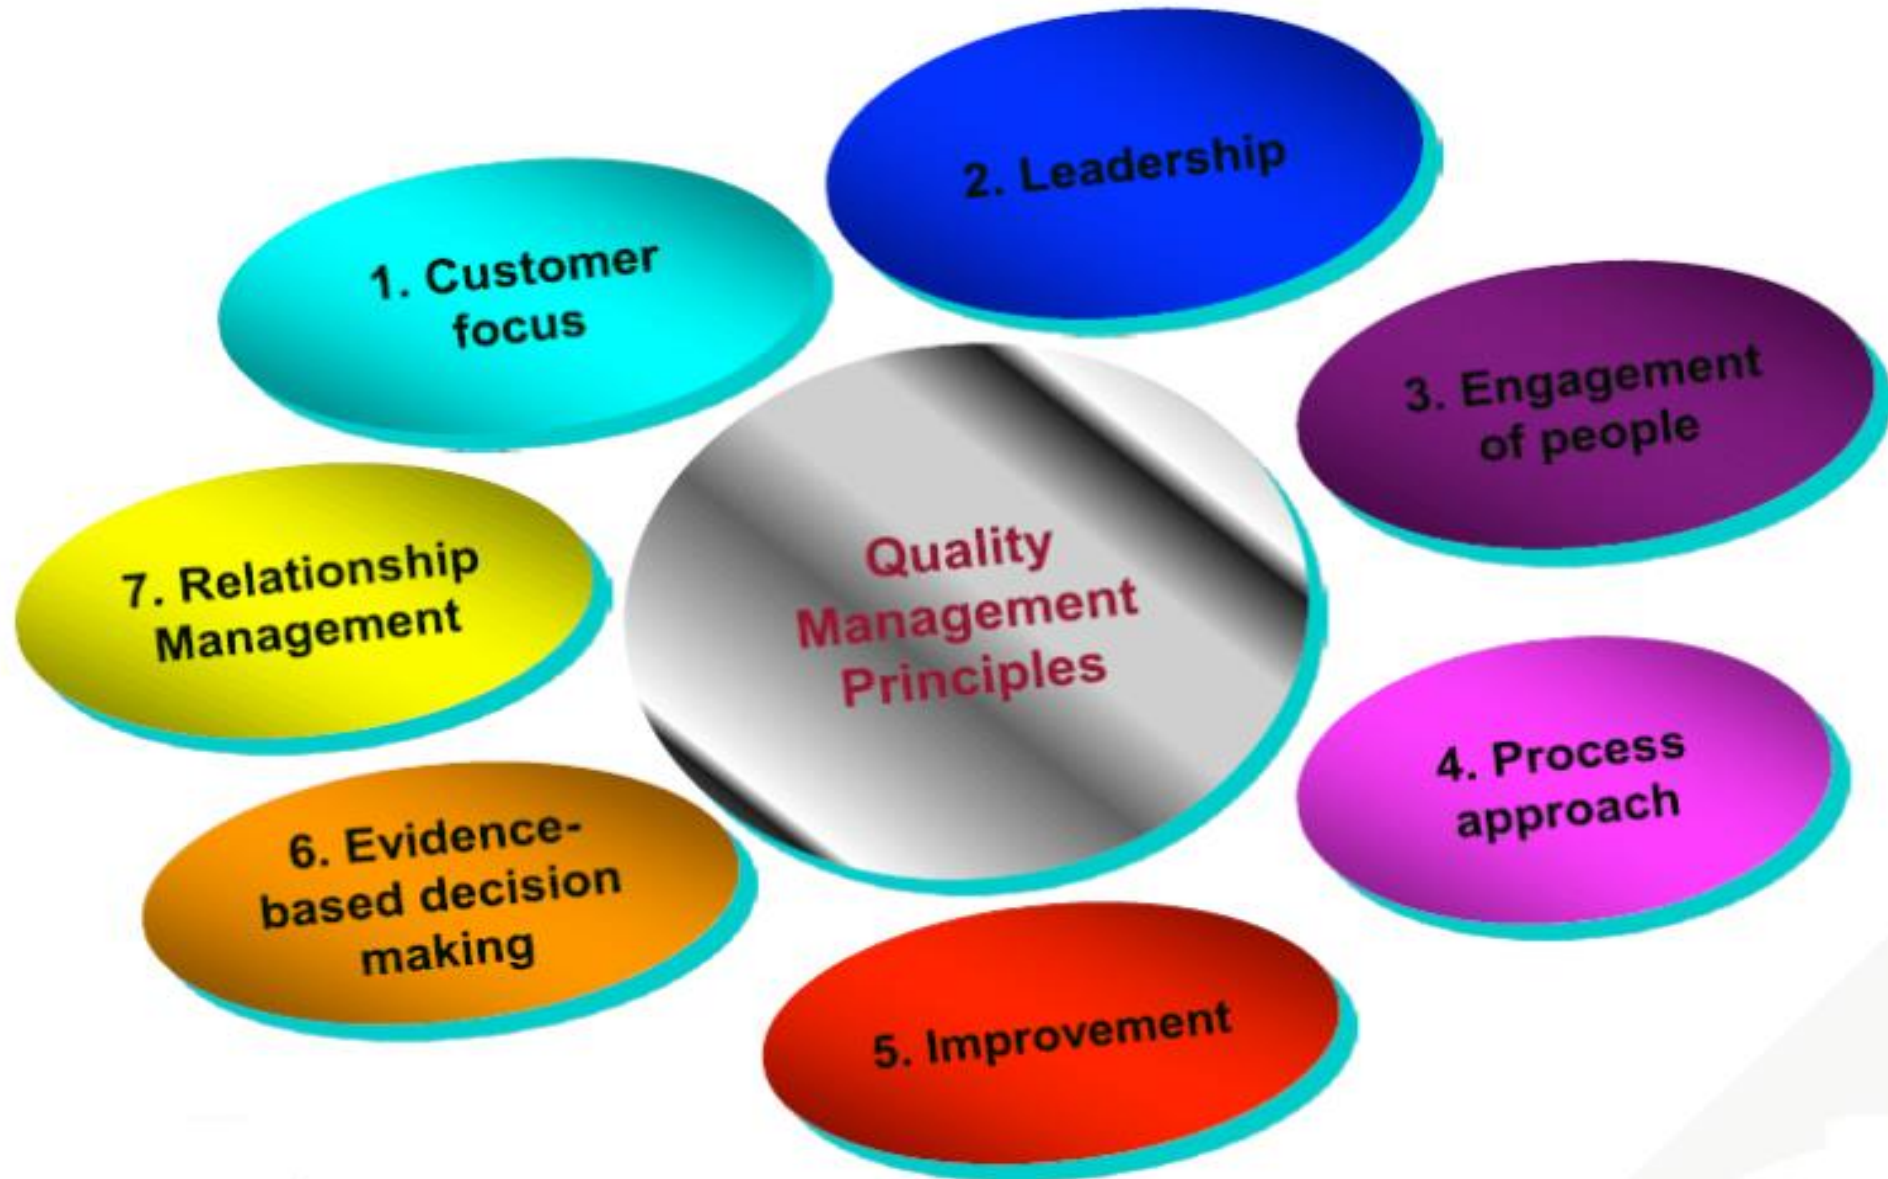 1. Customer
focus
2. Leadership
3. Engagement
of people
4. Process
approach
5. Improvement
6. Evidence-
based decision
making
7. Relationship
Management
Quality
Management
Principles